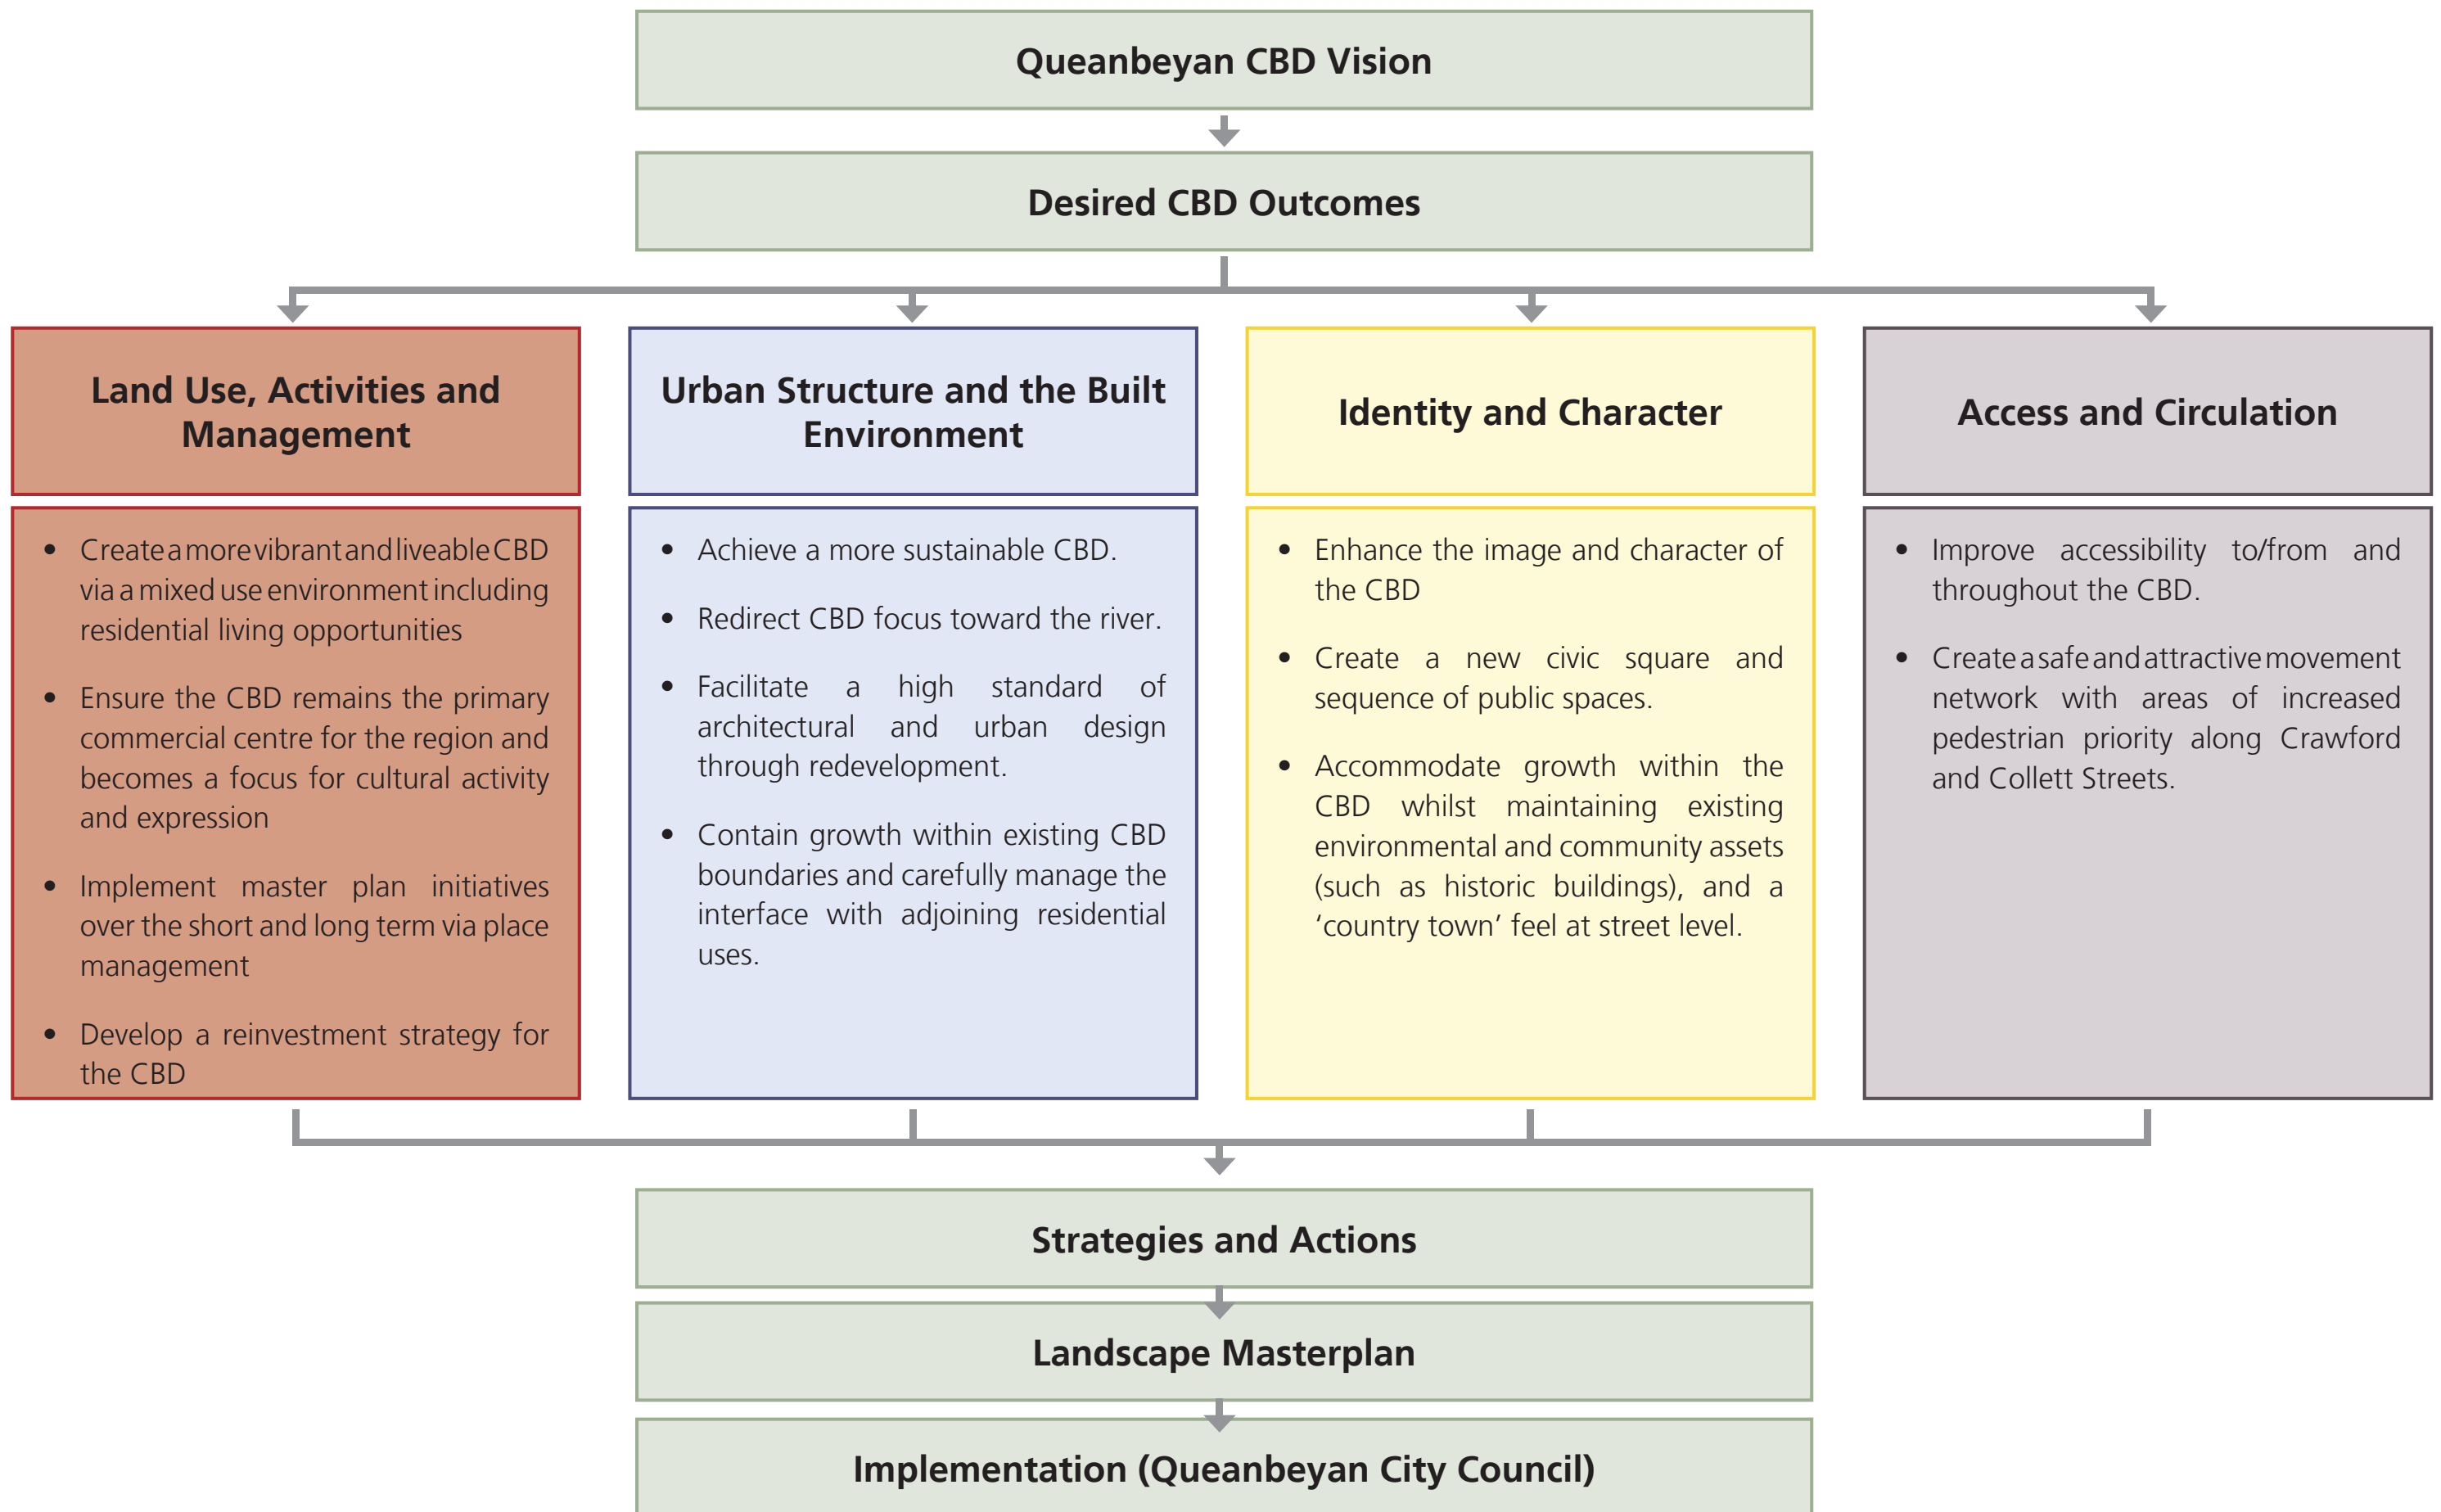 Queanbeyan CBD Vision
Desired CBD Outcomes
Land Use, Activities and
Management
• Create a more vibrant and liveable CBD
via a mixed use environment including
residential living opportunities
• Ensure the CBD remains the primary
commercial centre for the region and
becomes a focus for cultural activity
and expression
• Implement master plan initiatives
over the short and long term via place
management
• Develop a reinvestment strategy for
the CBD
Urban Structure and the Built
Environment
• Achieve a more sustainable CBD.
• Redirect CBD focus toward the river.
• Facilitate a high standard of
architectural and urban design
through redevelopment.
• Contain growth within existing CBD
boundaries and carefully manage the
interface with adjoining residential
uses.
Identity and Character
• Enhance the image and character of
the CBD
• Create a new civic square and
sequence of public spaces.
• Accommodate growth within the
CBD whilst maintaining existing
environmental and community assets
(such as historic buildings), and a
‘country town’ feel at street level.
Access and Circulation
• Improve accessibility to/from and
throughout the CBD.
• Create a safe and attractive movement
network with areas of increased
pedestrian priority along Crawford
and Collett Streets.
Strategies and Actions
Landscape Masterplan
Implementation (Queanbeyan City Council)